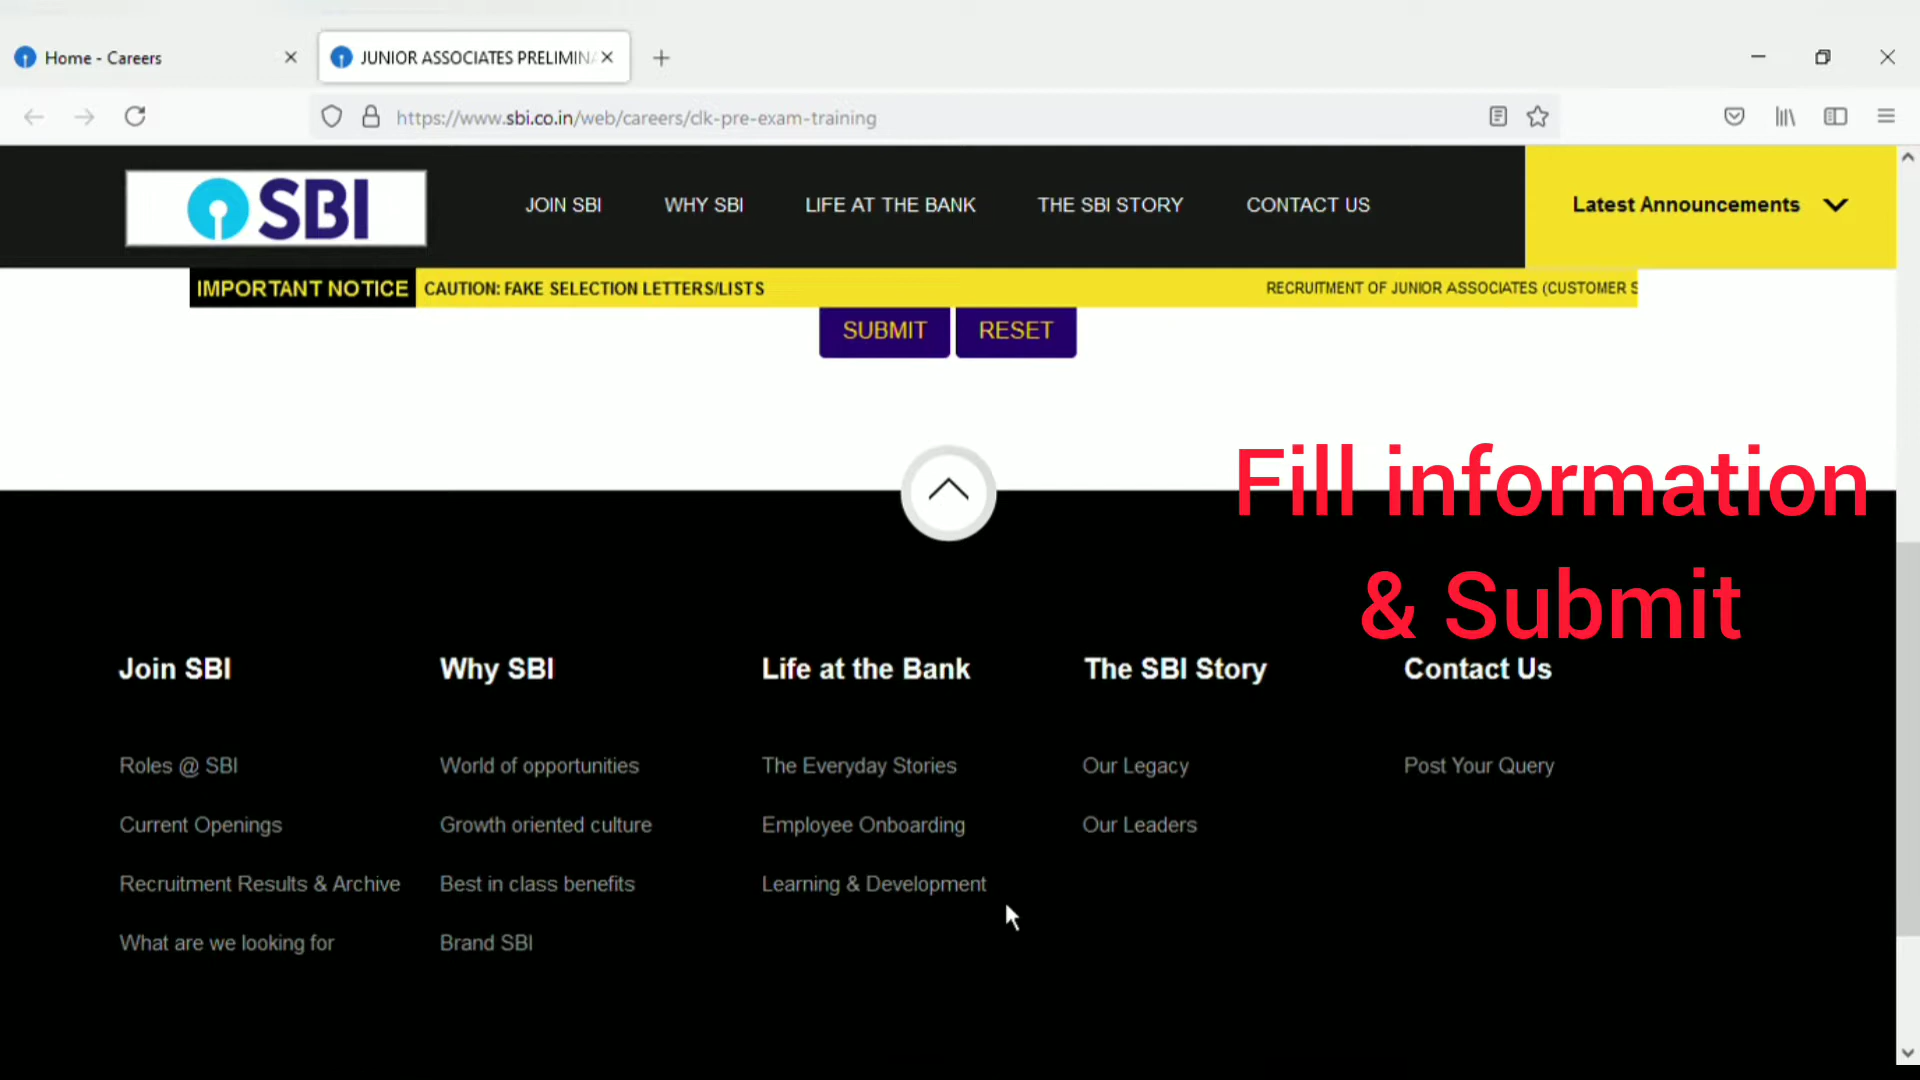 Home - Careers
JUNIOR ASSOCIATES PRELIMIN
https://www.sbi.co.in/web/careers/clk-pre-exam-training
SBI
JOIN SBI
WHY SBI
LIFE AT THE BANK
THE SBI STORY
CONTACT US
Latest Announcements
IMPORTANT NOTICE
CAUTION: FAKE SELECTION LETTERS/LISTS
RECRUITMENT OF JUNIOR ASSOCIATES (CUSTOMER S
SUBMIT
RESET
Fill information
& Submit
Join SBI
Roles @ SBI
Current Openings
Recruitment Results & Archive
What are we looking for
Why SBI
World of opportunities
Growth oriented culture
Best in class benefits
Brand SBI
Life at the Bank
The Everyday Stories
Employee Onboarding
Learning & Development
The SBI Story
Our Legacy
Our Leaders
Contact Us
Post Your Query